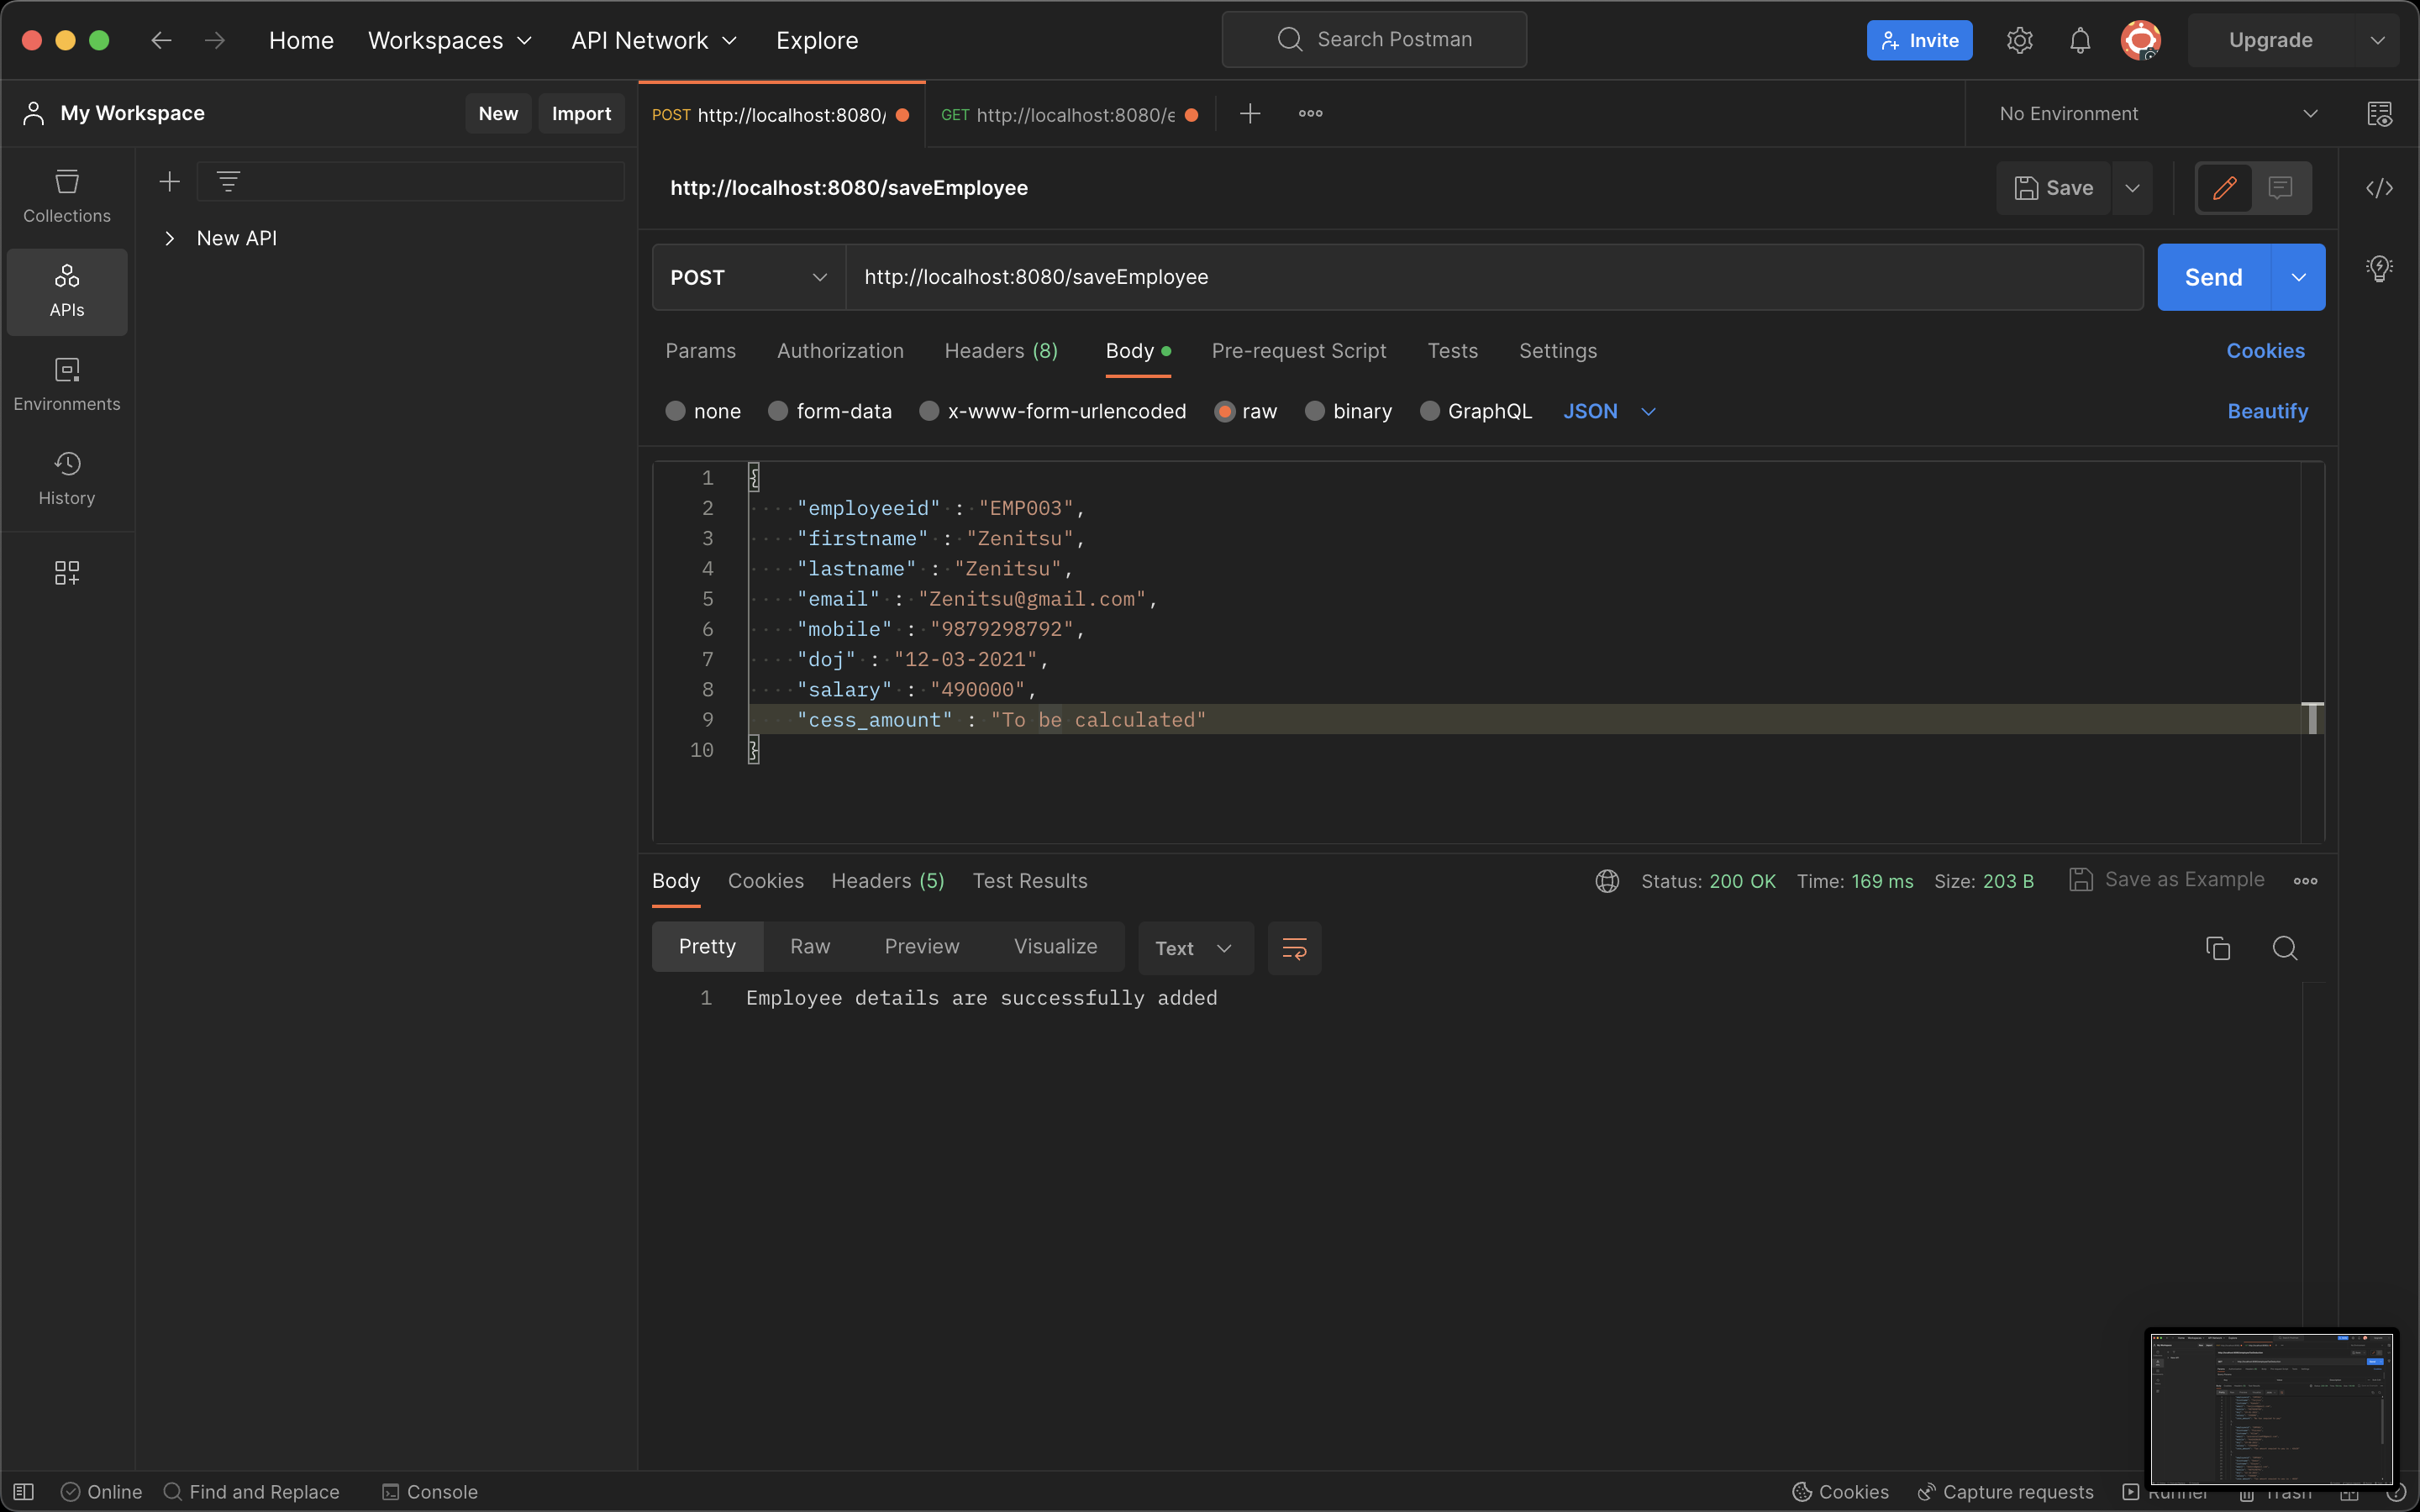 Home Workspaces API Network Explore Search Postman Invite Upgrade
My Workspace New Import POST http://localhost:8080/ GET http://localhost:8080/e No Environment
Collections
APIs
Environments
History
New API
http://localhost:8080/saveEmployee Save
POST http://localhost:8080/saveEmployee Send
Params Authorization Headers (8) Body Pre-request Script Tests Settings Cookies
none form-data x-www-form-urlencoded raw binary GraphQL JSON Beautify
1 {
2 "employeeid" : "EMP003",
3 "firstname" : "Zenitsu",
4 "lastname" : "Zenitsu",
5 "email" : "Zenitsu@gmail.com",
6 "mobile" : "9879298792",
7 "doj" : "12-03-2021",
8 "salary" : "490000",
9 "cess_amount" : "To be calculated"
10 }
Body Cookies Headers (5) Test Results Status: 200 OK Time: 169 ms Size: 203 B Save as Example
Pretty Raw Preview Visualize Text
1 Employee details are successfully added
Online Find and Replace Console Cookies Capture requests Runner Trash